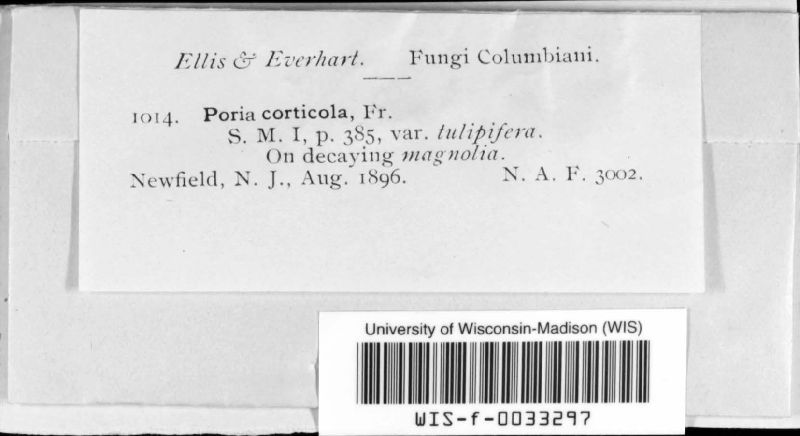 Ellis & Everhart. Fungi Columbiani.
1014. Poria corticola, Fr.
S. M. I, p. 385, var. tulipifera.
On decaying magnolia.
Newfield, N. J., Aug. 1896. N. A. F. 3002.
University of Wisconsin-Madison (WIS)
WIS-f-0033297